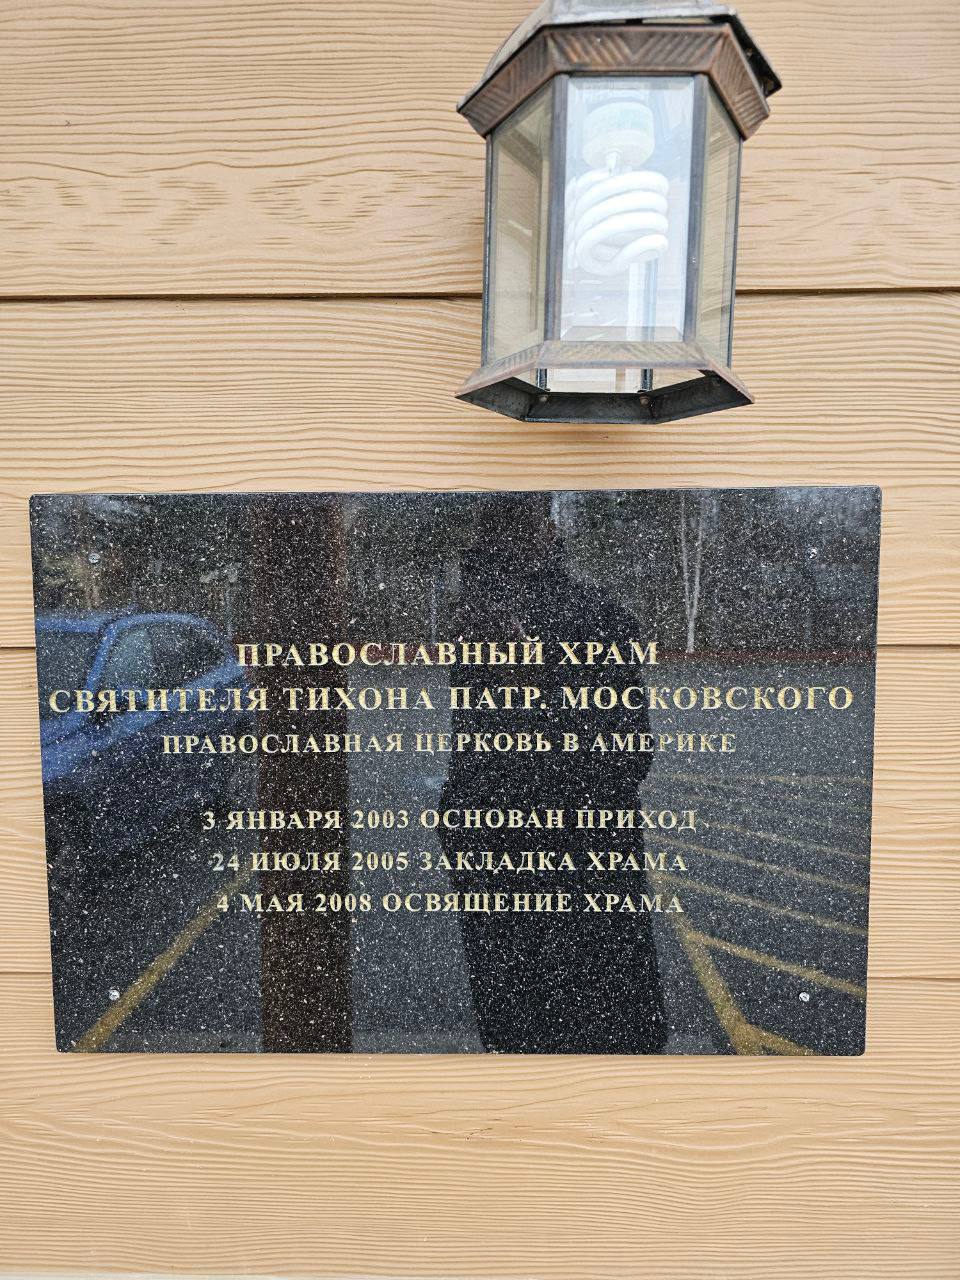 ПРАВОСЛАВНЫЙ ХРАМ
СВЯТИТЕЛЯ ТИХОНА ПАТР. МОСКОВСКОГО
ПРАВОСЛАВНАЯ ЦЕРКОВЬ В АМЕРИКЕ
3 ЯНВАРЯ 2003 ОСНОВАН ПРИХОД
24 ИЮЛЯ 2005 ЗАКЛАДКА ХРАМА
4 МАЯ 2008 ОСВЯЩЕНИЕ ХРАМА